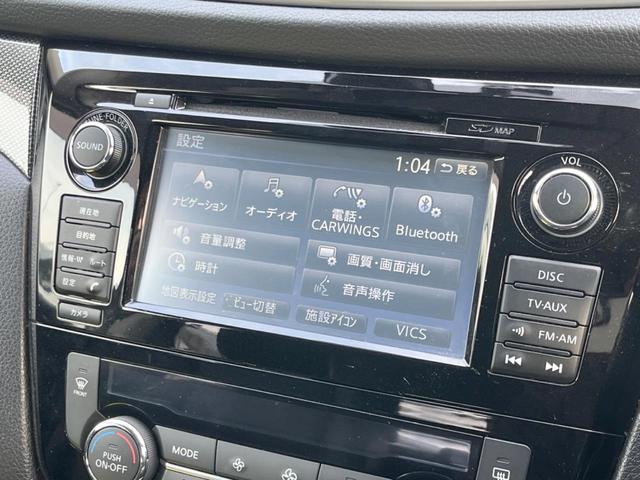 TUNE・FOLDER
SOUND
現在地
目的地
情報・VI ルート
設定
カメラ
SD MAP
設定
1:04
戻る
ナビゲーション
オーディオ
電話・
CARWINGS
Bluetooth
音量調整
画質・画面消し
時計
音声操作
地図表示設定
ビュー切替
施設アイコン
VICS
VOL
DISC
TV・AUX
FM・AM
FRONT
PUSH
ON・OFF
MODE